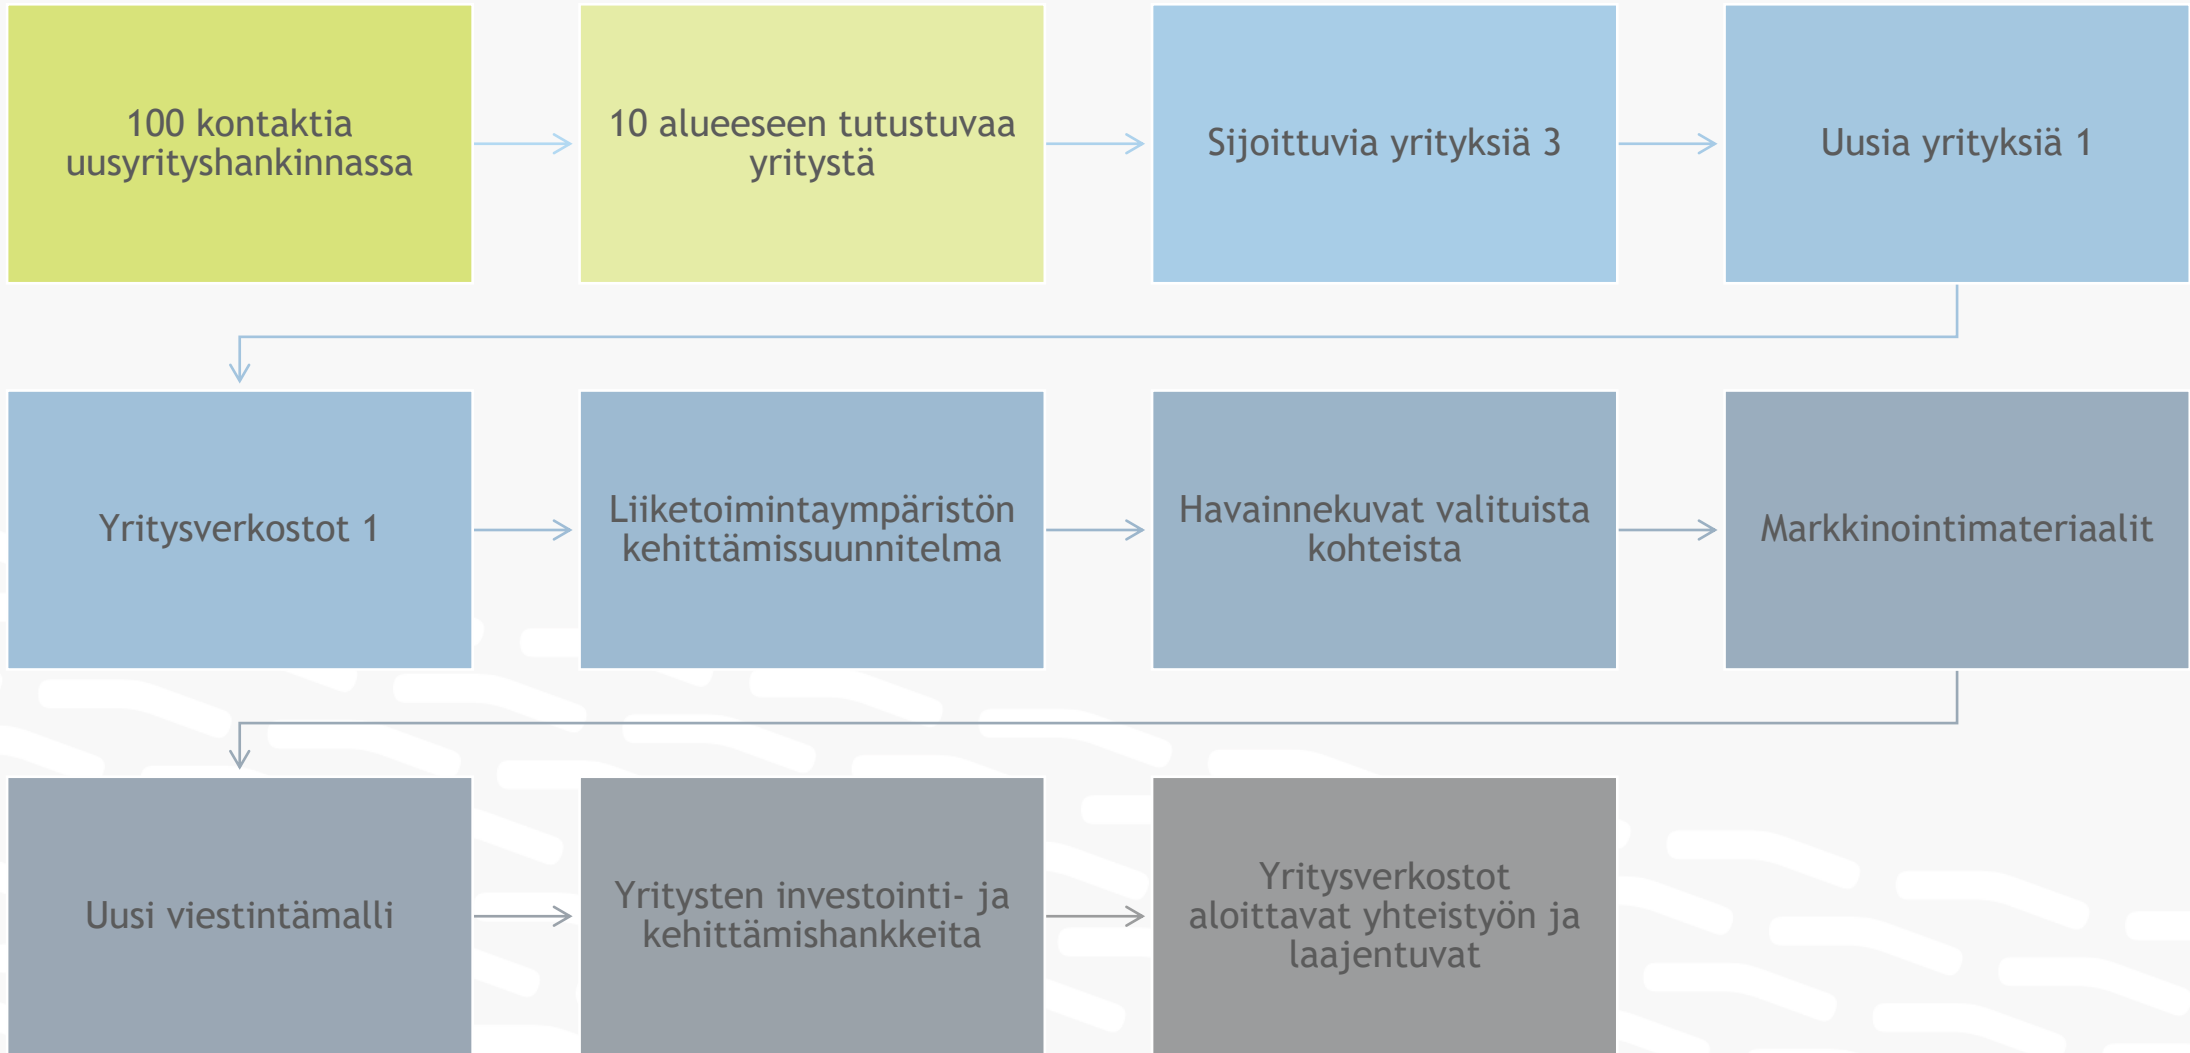 100 kontaktia
uusyrityshankinnassa
10 alueeseen tutustuvaa
yritystä
Sijoittuvia yrityksiä 3
Uusia yrityksiä 1
Yritysverkostot 1
Liiketoimintaympäristön
kehittämissuunnitelma
Havainnekuvat valituista
kohteista
Markkinointimateriaalit
Uusi viestintämalli
Yritysten investointi- ja
kehittämishankkeita
Yritysverkostot
aloittavat yhteistyön ja
laajentuvat